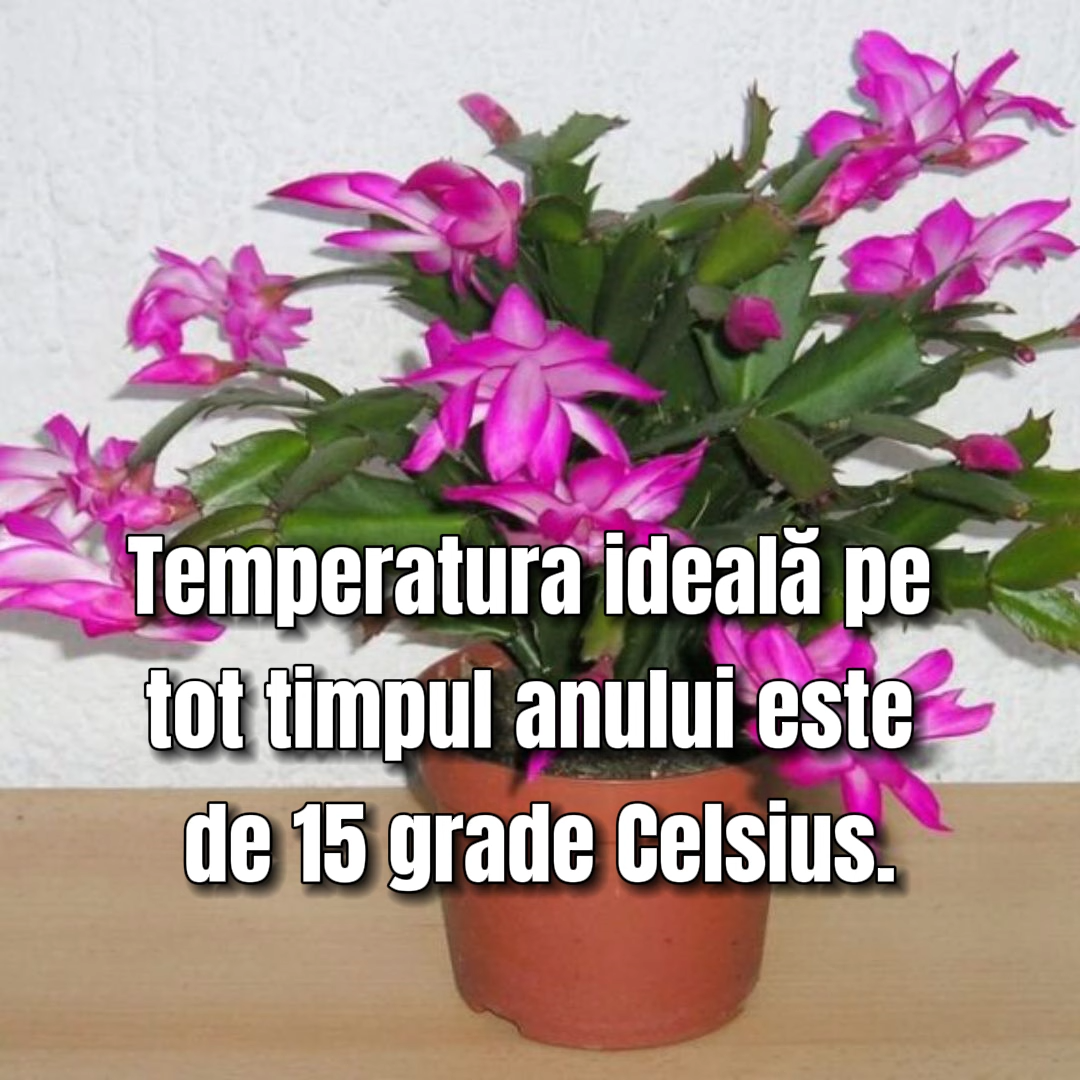 Temperatura ideală pe
tot timpul anului este
de 15 grade Celsius.